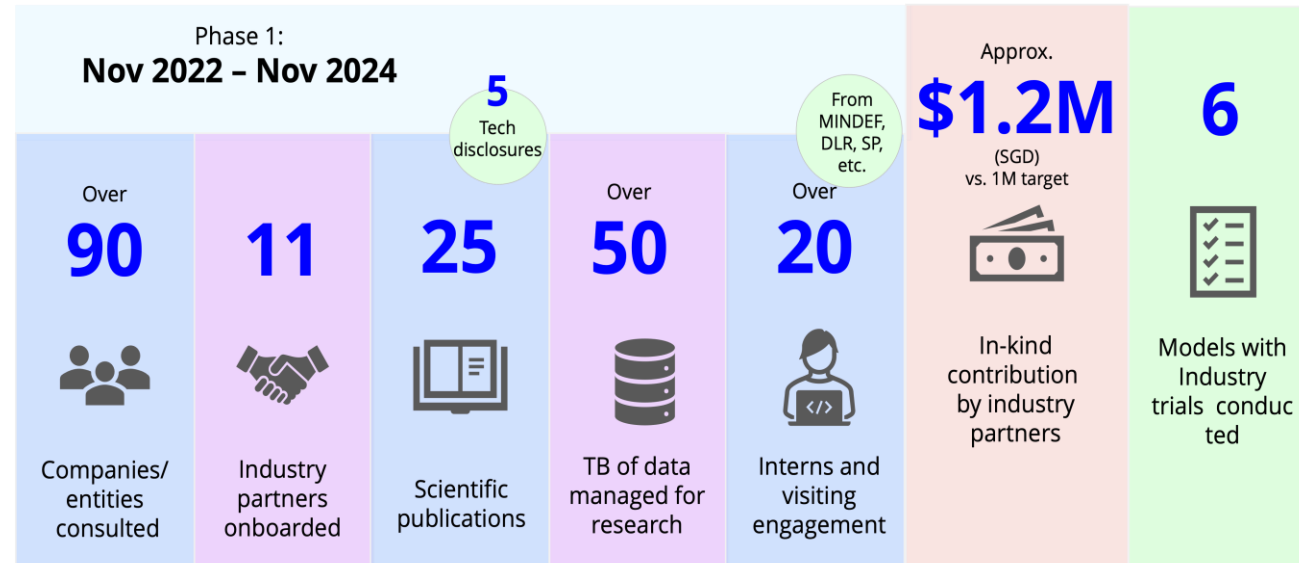 Phase 1:
Nov 2022 – Nov 2024
Over
90
Companies/
entities
consulted
11
Industry
partners
onboarded
5
Tech
disclosures
25
Scientific
publications
Over
50
TB of data
managed for
research
From
MINDEF,
DLR, SP,
etc.
Over
20
</>
Interns and
visiting
engagement
Approx.
$1.2M
(SGD)
vs. 1M target
In-kind
contribution
by industry
partners
6
Models with
Industry
trials conduc
ted